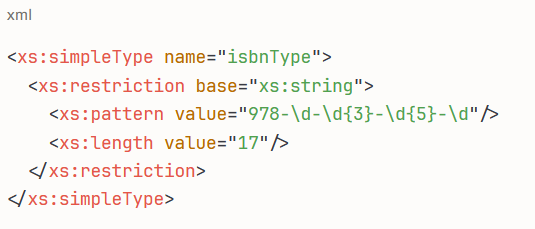 xml
<xs:simpleType name="isbnType">
<xs:restriction base="xs:string">
<xs:pattern value="978-\d-\d{3}-\d{5}-\d"/>
<xs:length value="17"/>
</xs:restriction>
</xs:simpleType>